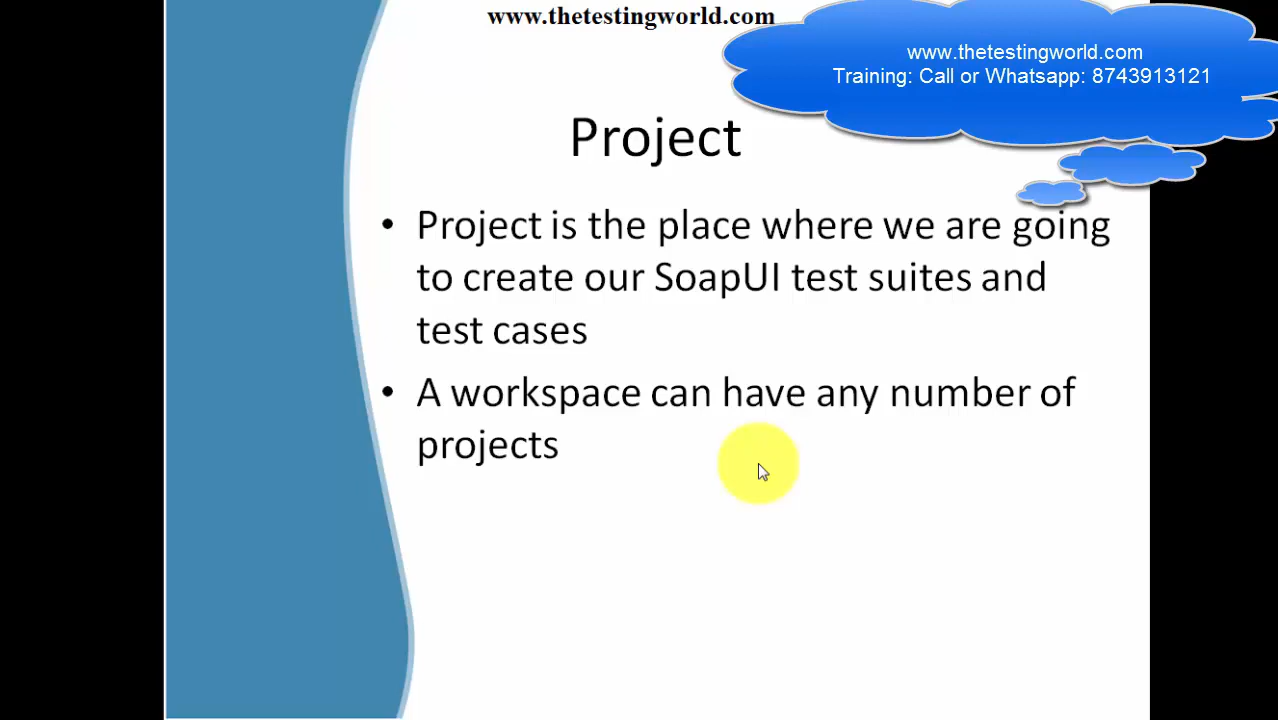 www.thetestingworld.com
www.thetestingworld.com
Training: Call or Whatsapp: 8743913121
Project
• Project is the place where we are going
to create our SoapUI test suites and
test cases
• A workspace can have any number of
projects